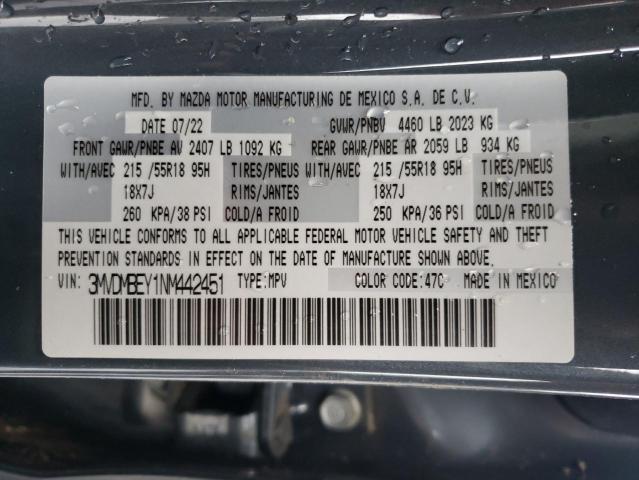 MFD. BY MAZDA MOTOR MANUFACTURING DE MEXICO S.A. DE C.V.
DATE 07/22 GVWR/PNBV 4460 LB 2023 KG
FRONT GAWR/PNBE AV 2407 LB 1092 KG REAR GAWR/PNBE AR 2059 LB 934 KG
WITH/AVEC 215 /55R18 95H TIRES/PNEUS WITH/AVEC 215 /55R18 95H TIRES/PNEUS
18X7J RIMS/JANTES 18X7J RIMS/JANTES
260 KPA/38 PSI COLD/A FROID 250 KPA/36 PSI COLD/A FROID
THIS VEHICLE CONFORMS TO ALL APPLICABLE FEDERAL MOTOR VEHICLE SAFETY AND THEFT
PREVENTION STANDARDS IN EFFECT ON THE DATE OF MANUFACTURE SHOWN ABOVE.
VIN: 3MVDMBEY1NM442451 TYPE:MPV COLOR CODE:47C MADE IN MEXICO